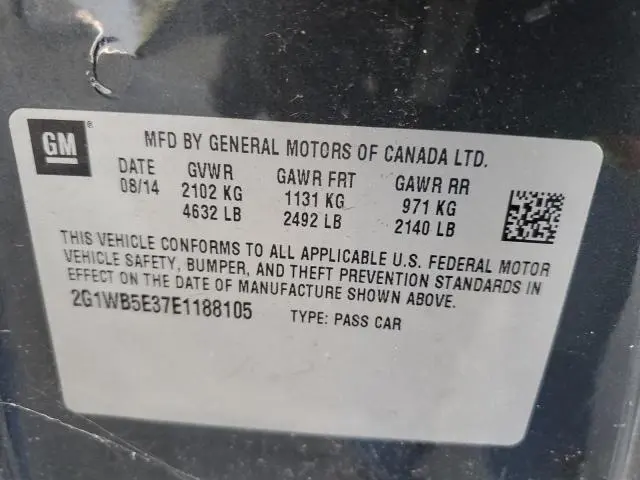 GM®
MFD BY GENERAL MOTORS OF CANADA LTD.
DATE GVWR GAWR FRT GAWR RR
08/14 2102 KG 1131 KG 971 KG
4632 LB 2492 LB 2140 LB
THIS VEHICLE CONFORMS TO ALL APPLICABLE U.S. FEDERAL MOTOR
VEHICLE SAFETY, BUMPER, AND THEFT PREVENTION STANDARDS IN
EFFECT ON THE DATE OF MANUFACTURE SHOWN ABOVE.
2G1WB5E37E1188105 TYPE: PASS CAR